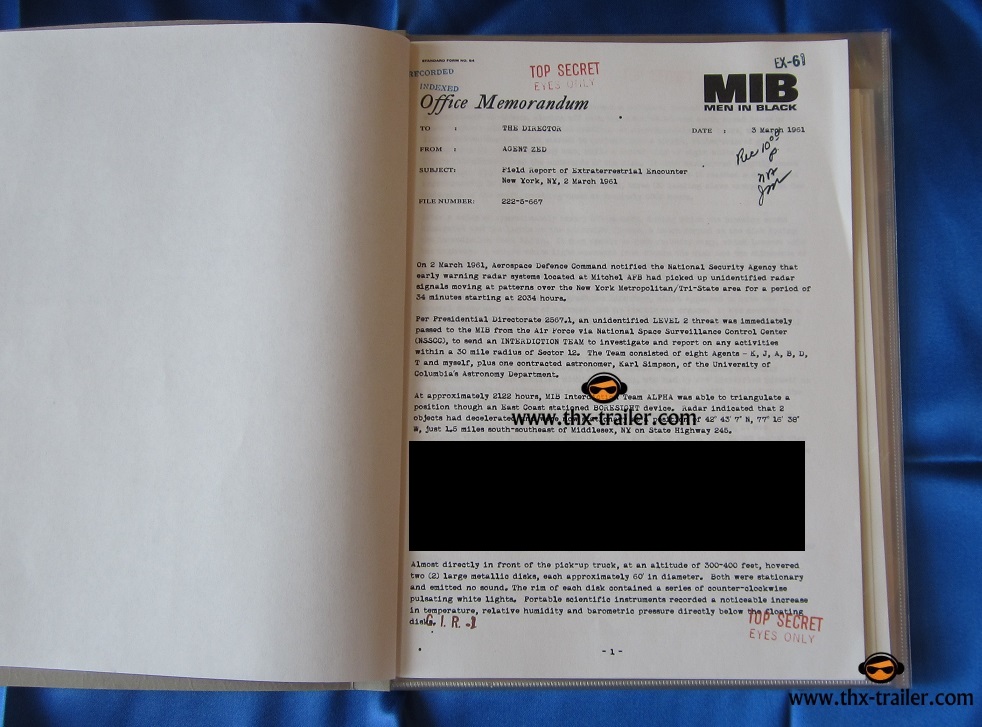 STANDARD FORM NO. 64
RECORDED
INDEXED
TOP SECRET
EYES ONLY
EX-61
MIB
MEN IN BLACK
Office Memorandum
TO : THE DIRECTOR
DATE : 3 March 1961
FROM : AGENT ZED
SUBJECT: Field Report of Extraterrestrial Encounter
New York, NY, 2 March 1961
FILE NUMBER: 222-5-667
On 2 March 1961, Aerospace Defence Command notified the National Security Agency that
early warning radar systems located at Mitchel AFB had picked up unidentified radar
signals moving at patterns over the New York Metropolitan/Tri-State area for a period of
34 minutes starting at 2034 hours.
Per Presidential Directorate 2567.1, an unidentified LEVEL 2 threat was immediately
passed to the MIB from the Air Force via National Space Surveillance Control Center
(NSSCC), to send an INTERDICTION TEAM to investigate and report on any activities
within a 30 mile radius of Sector 12. The Team consisted of eight Agents - K, J, A, B, D,
T and myself, plus one contracted astronomer, Karl Simpson, of the University of
Columbia's Astronomy Department.
At approximately 2122 hours, MIB Team ALPHA was able to triangulate a
position though an East Coast stationed BORESIGHT device. Radar indicated that 2
objects had decelerated 42° 43' 7" N, 77° 16' 38"
W, just 1.5 miles south-southeast of Middlesex, NY on State Highway 245.
www.thx-trailer.com
Almost directly in front of the pick-up truck, at an altitude of 300-400 feet, hovered
two (2) large metallic disks, each approximately 60' in diameter. Both were stationary
and emitted no sound. The rim of each disk contained a series of counter-clockwise
pulsating white lights. Portable scientific instruments recorded a noticeable increase
in temperature, relative humidity and barometric pressure directly below the floating
disks.
G. I. R. -1
TOP SECRET
EYES ONLY
- 1 -
www.thx-trailer.com